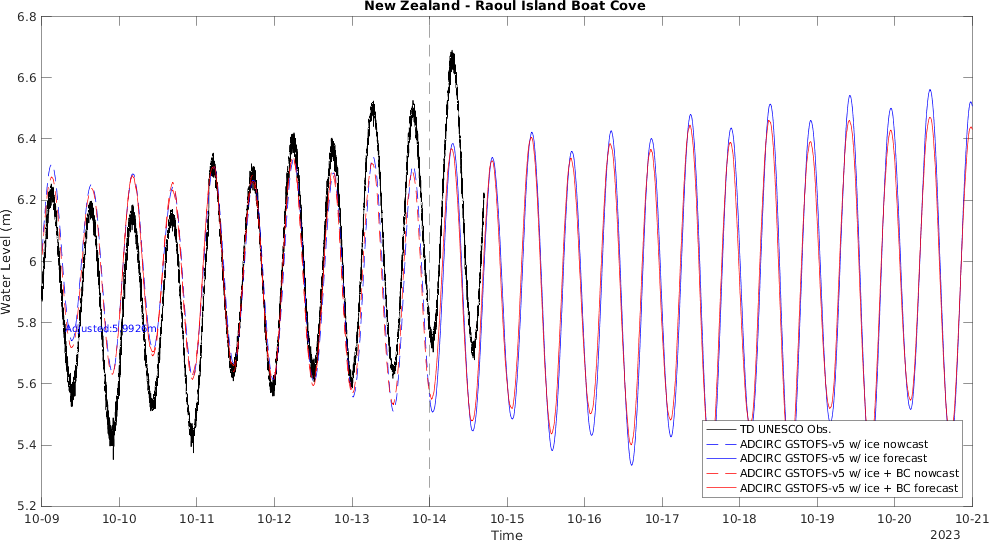 New Zealand - Raoul Island Boat Cove
6.8
6.6
6.4
6.2
6
5.8
5.6
5.4
5.2
Water Level (m)
Adjusted:5.9926m
TD UNESCO Obs.
ADCIRC GSTOFS-v5 w/ ice nowcast
ADCIRC GSTOFS-v5 w/ ice forecast
ADCIRC GSTOFS-v5 w/ ice + BC nowcast
ADCIRC GSTOFS-v5 w/ ice + BC forecast
10-09 10-10 10-11 10-12 10-13 10-14 10-15 10-16 10-17 10-18 10-19 10-20 10-21
Time
2023